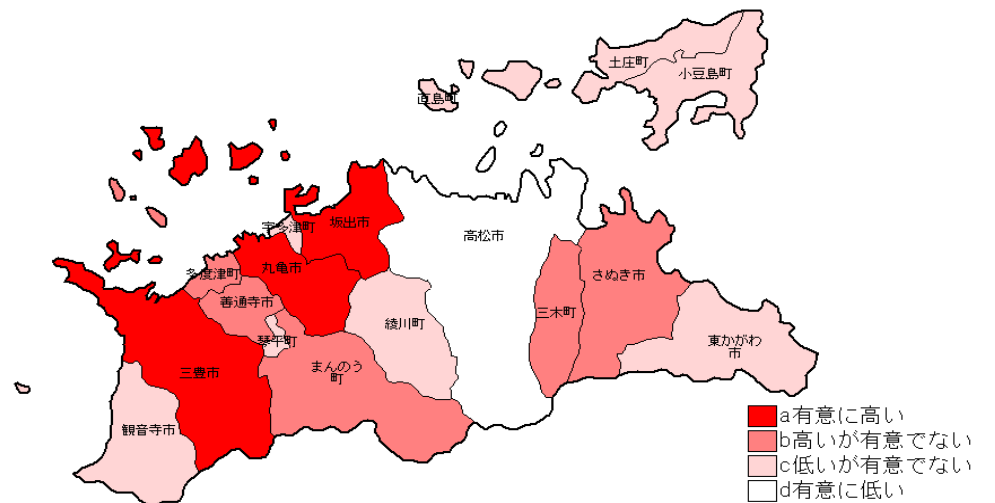 土庄町
小豆島町
直島町
宇多津町
坂出市
高松市
多度津町
丸亀市
さぬき市
善通寺市
三木町
綾川町
琴平町
東かがわ
市
まんのう
町
三豊市
観音寺市
a有意に高い
b高いが有意でない
c低いが有意でない
d有意に低い